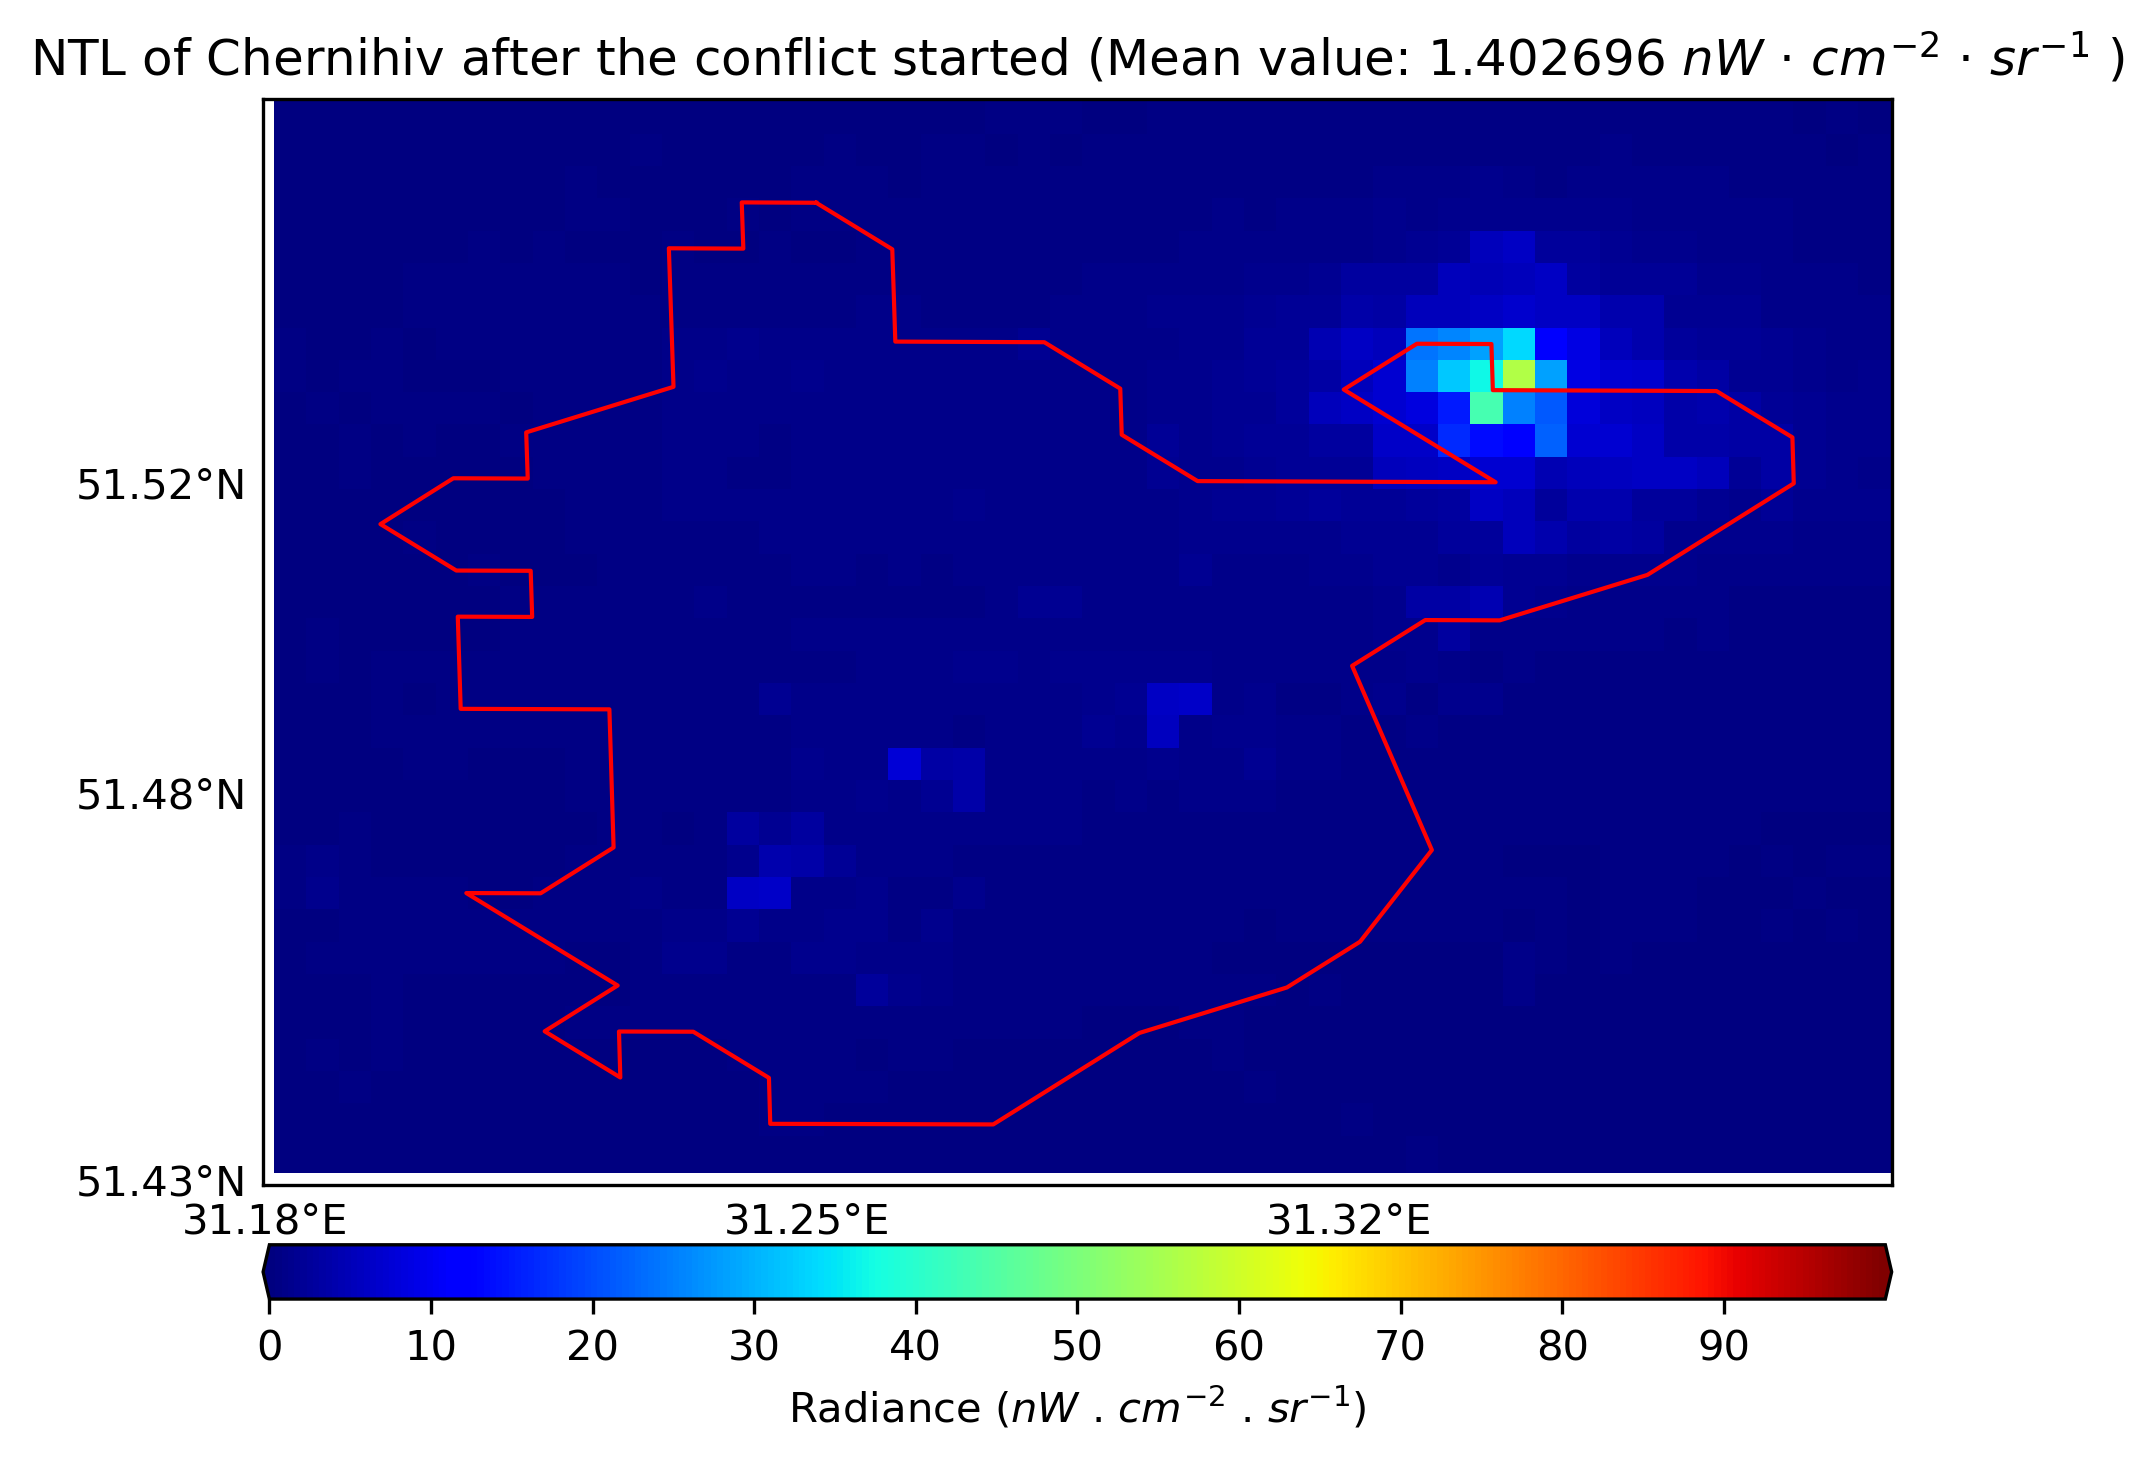 NTL of Chernihiv after the conflict started (Mean value: 1.402696 nW · cm⁻² · sr⁻¹ )
51.52°N
51.48°N
51.43°N
31.18°E 31.25°E 31.32°E
0 10 20 30 40 50 60 70 80 90
Radiance (nW . cm⁻² . sr⁻¹)